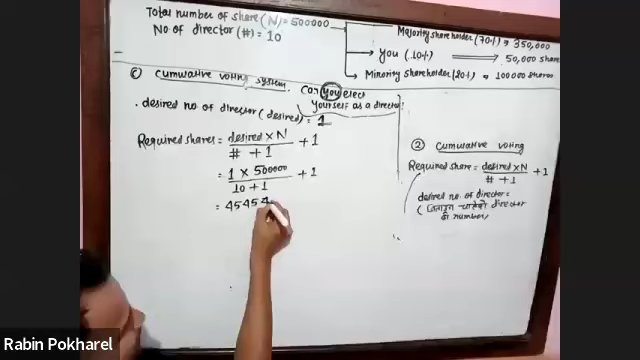 Total number of share (N) = 500000
No of director (#) = 10
Majority shareholder (70%) → 350,000
You (10%) → 50,000 share
Minority shareholder (20%) → 100000 shares
© Cumulative voting system. Can you elect
yourself as a director?
. desired no of director (desired) = 1
Required shares = desired × N / # + 1 + 1
= 1 × 500000 / 10 + 1 + 1
= 45454
② Cumulative voting
Required share = desired × N / # + 1 + 1
desired no of director =
director
को number)
Rabin Pokharel